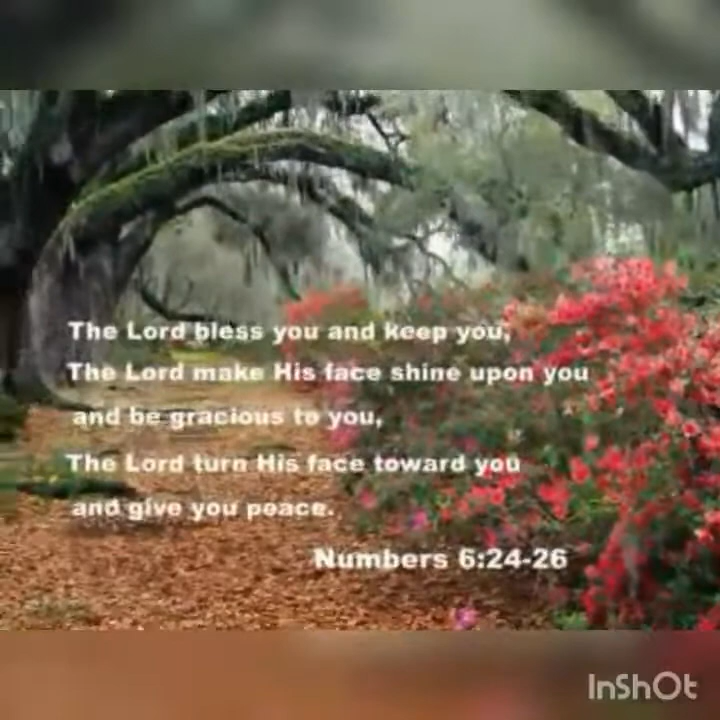 The Lord bless you and keep you,
The Lord make His face shine upon you
and be gracious to you,
The Lord turn His face toward you
and give you peace.
Numbers 6:24-26
InShOt